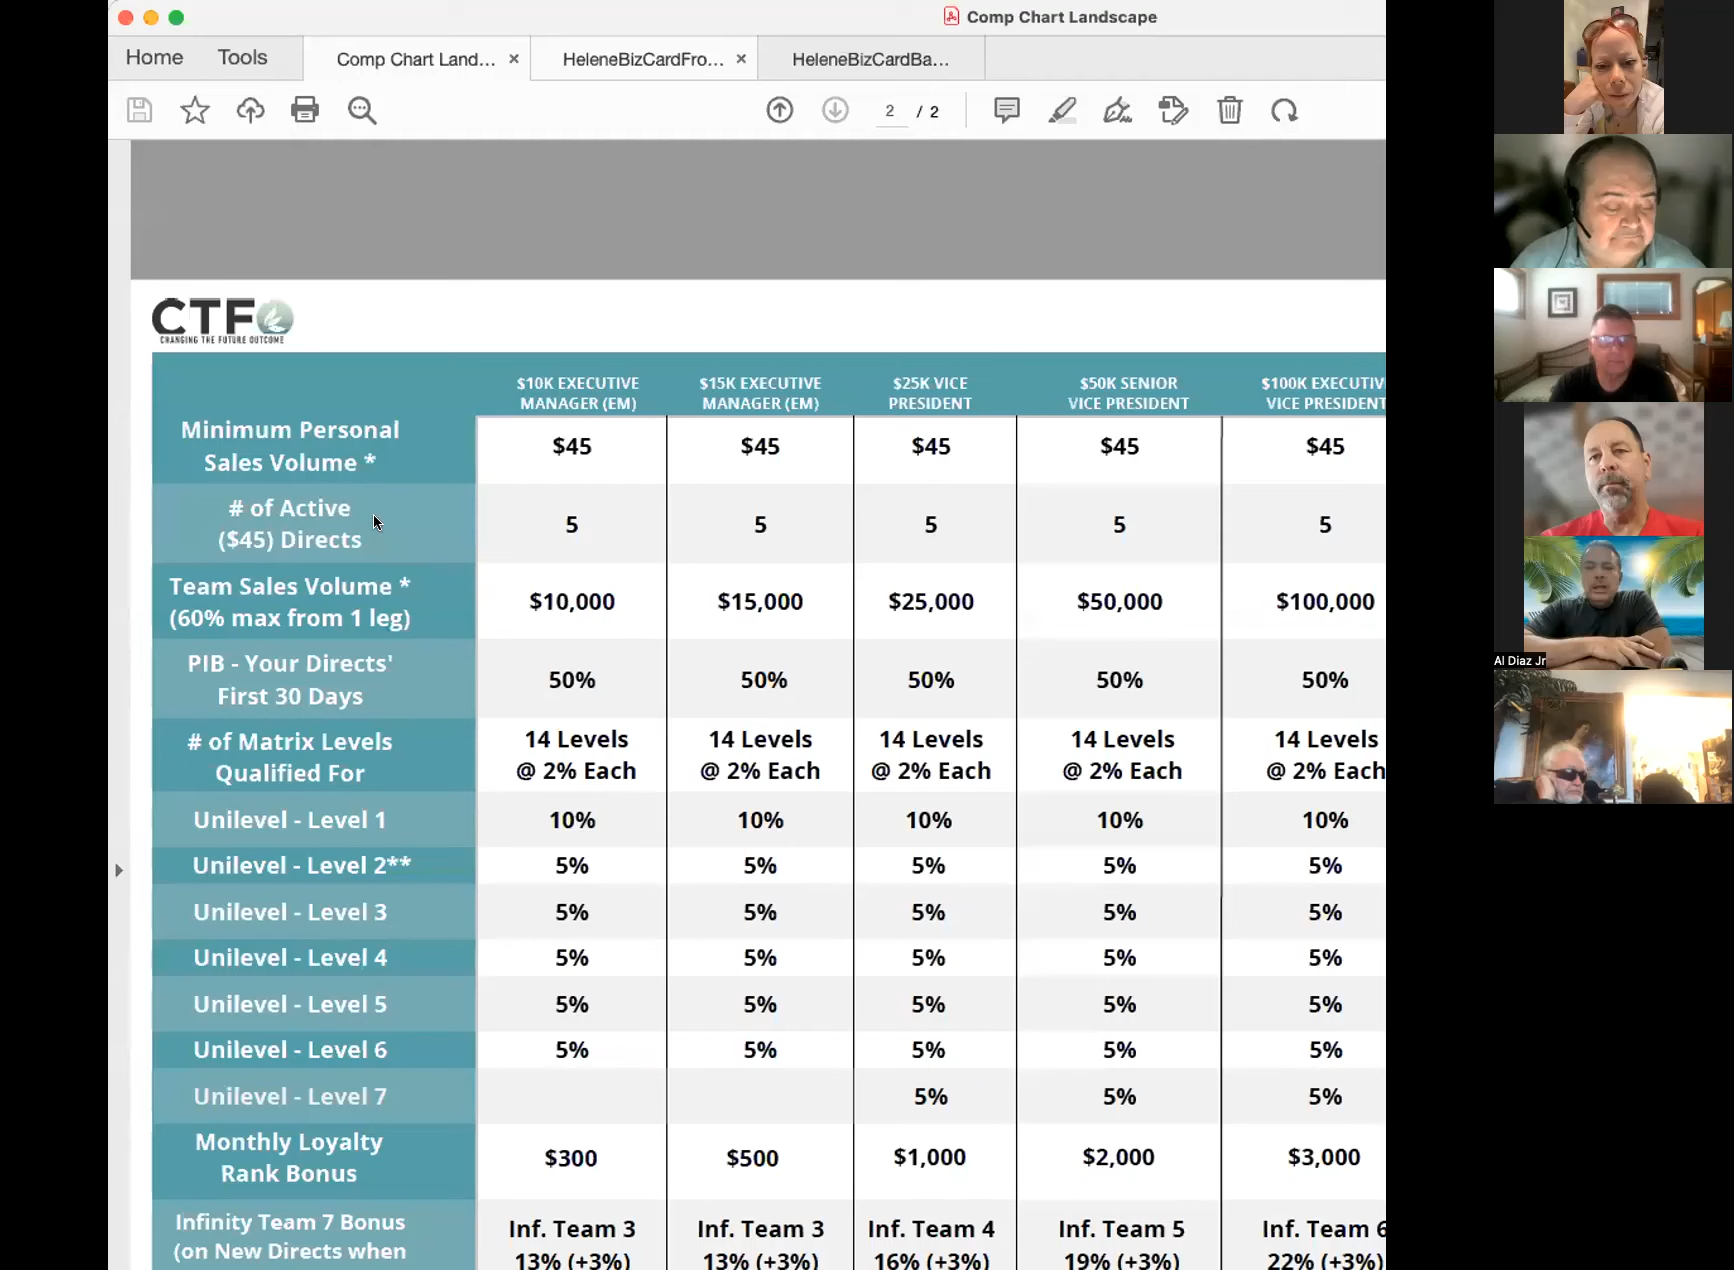 Comp Chart Landscape
Home Tools Comp Chart Land... × HeleneBizCardFro... × HeleneBizCardBa...
2 / 2
CTFO
CHANGING THE FUTURE OUTCOME
$10K EXECUTIVE MANAGER (EM) $15K EXECUTIVE MANAGER (EM) $25K VICE PRESIDENT $50K SENIOR VICE PRESIDENT $100K EXECUTIV VICE PRESIDENT
Minimum Personal Sales Volume * $45 $45 $45 $45 $45
# of Active ($45) Directs 5 5 5 5 5
Team Sales Volume * (60% max from 1 leg) $10,000 $15,000 $25,000 $50,000 $100,000
PIB - Your Directs' First 30 Days 50% 50% 50% 50% 50%
# of Matrix Levels Qualified For 14 Levels @ 2% Each 14 Levels @ 2% Each 14 Levels @ 2% Each 14 Levels @ 2% Each 14 Levels @ 2% Each
Unilevel - Level 1 10% 10% 10% 10% 10%
Unilevel - Level 2** 5% 5% 5% 5% 5%
Unilevel - Level 3 5% 5% 5% 5% 5%
Unilevel - Level 4 5% 5% 5% 5% 5%
Unilevel - Level 5 5% 5% 5% 5% 5%
Unilevel - Level 6 5% 5% 5% 5% 5%
Unilevel - Level 7 5% 5% 5%
Monthly Loyalty Rank Bonus $300 $500 $1,000 $2,000 $3,000
Infinity Team 7 Bonus (on New Directs when Inf. Team 3 13% (+3%) Inf. Team 3 13% (+3%) Inf. Team 4 16% (+3%) Inf. Team 5 19% (+3%) Inf. Team 6 22% (+3%)
Al Diaz Jr